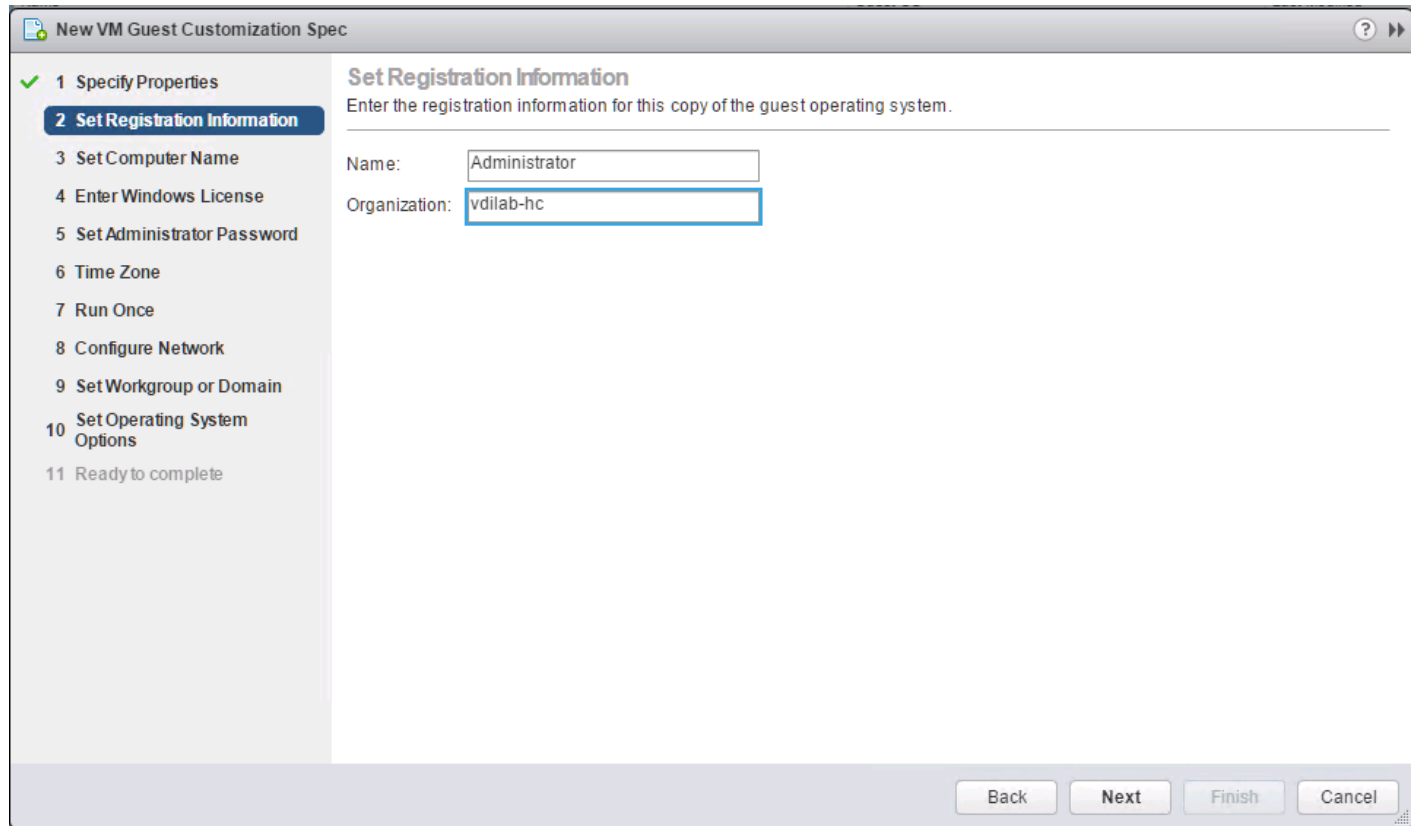 New VM Guest Customization Spec
?
1 Specify Properties
2 Set Registration Information
3 Set Computer Name
4 Enter Windows License
5 Set Administrator Password
6 Time Zone
7 Run Once
8 Configure Network
9 Set Workgroup or Domain
10 Set Operating System
Options
11 Ready to complete
Set Registration Information
Enter the registration information for this copy of the guest operating system.
Name: Administrator
Organization: vdilab-hc
Back Next Finish Cancel